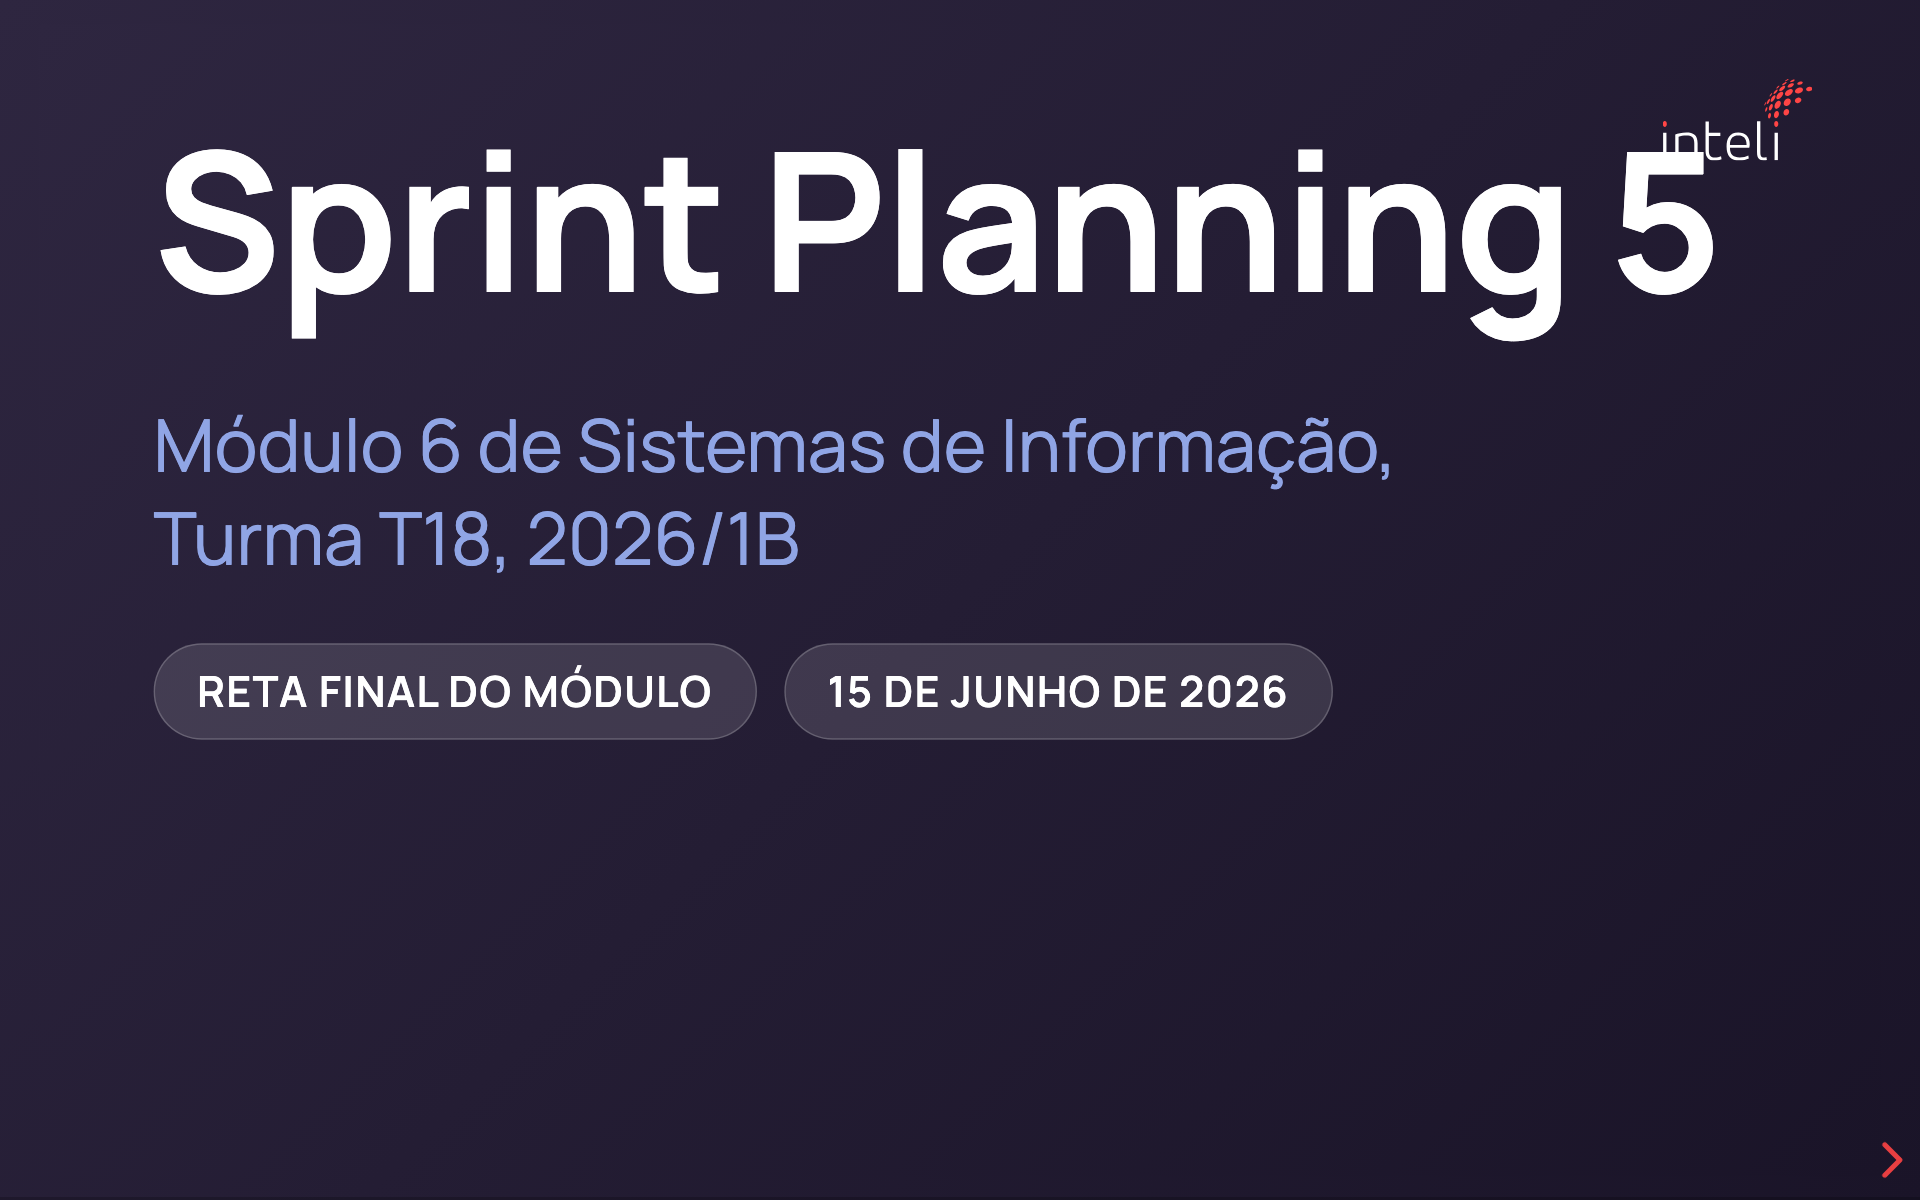 inteli
Sprint Planning 5
Módulo 6 de Sistemas de Informação,
Turma T18, 2026/1B
RETA FINAL DO MÓDULO
15 DE JUNHO DE 2026